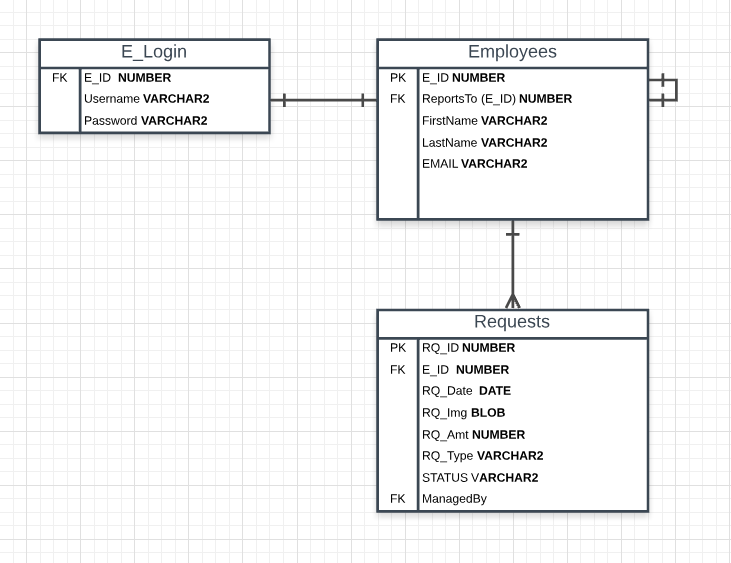 E_Login
FK E_ID NUMBER
Username VARCHAR2
Password VARCHAR2
Employees
PK E_ID NUMBER
FK ReportsTo (E_ID) NUMBER
FirstName VARCHAR2
LastName VARCHAR2
EMAIL VARCHAR2
Requests
PK RQ_ID NUMBER
FK E_ID NUMBER
RQ_Date DATE
RQ_Img BLOB
RQ_Amt NUMBER
RQ_Type VARCHAR2
STATUS VARCHAR2
FK ManagedBy